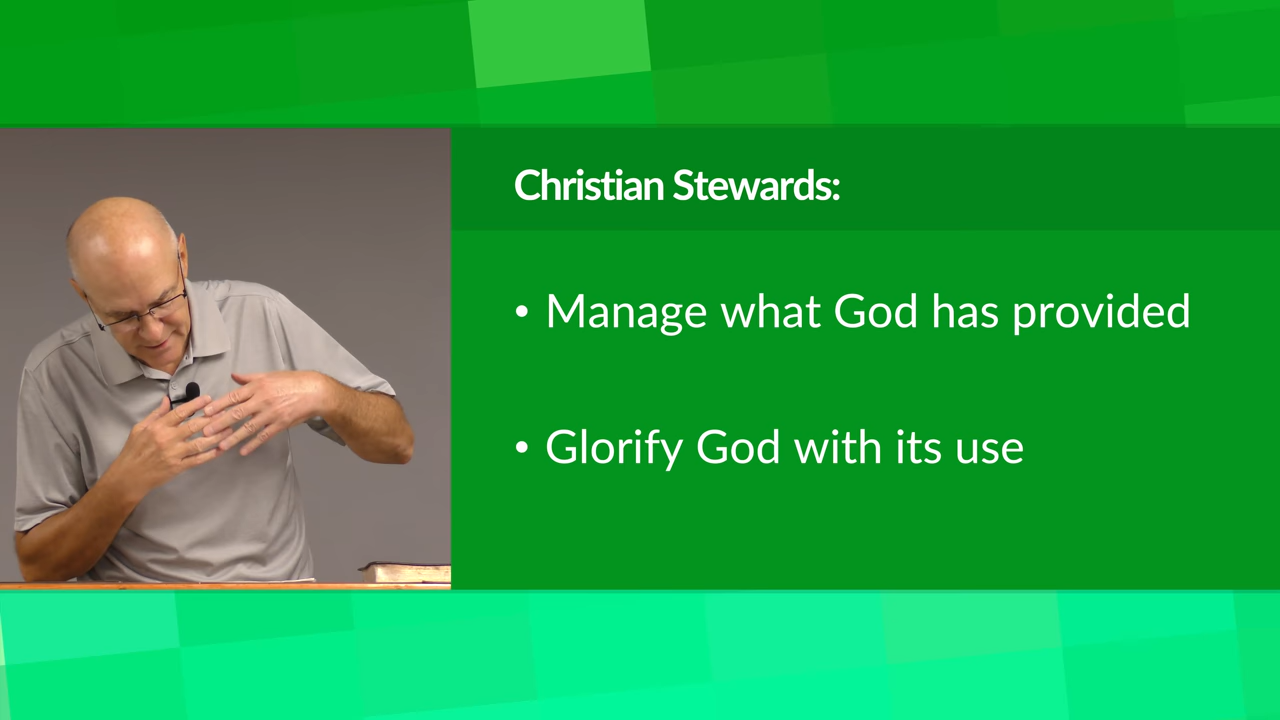 Christian Stewards:
• Manage what God has provided
• Glorify God with its use